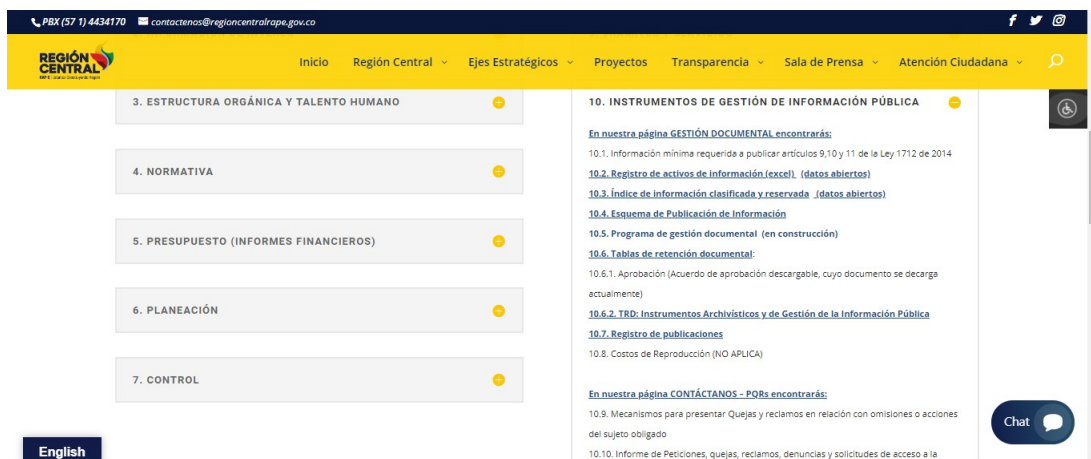 PBX (57 1) 4434170 contactenos@regioncentralrape.gov.co
REGIÓN
CENTRAL
Inicio Región Central Ejes Estratégicos Proyectos Transparencia Sala de Prensa Atención Ciudadana
3. ESTRUCTURA ORGÁNICA Y TALENTO HUMANO
4. NORMATIVA
5. PRESUPUESTO (INFORMES FINANCIEROS)
6. PLANEACIÓN
7. CONTROL
10. INSTRUMENTOS DE GESTIÓN DE INFORMACIÓN PÚBLICA
En nuestra página GESTIÓN DOCUMENTAL encontrarás:
10.1. Información mínima requerida a publicar artículos 9,10 y 11 de la Ley 1712 de 2014
10.2. Registro de activos de información (excel) (datos abiertos)
10.3. Índice de información clasificada y reservada (datos abiertos)
10.4. Esquema de Publicación de Información
10.5. Programa de gestión documental (en construcción)
10.6. Tablas de retención documental:
10.6.1. Aprobación (Acuerdo de aprobación descargable, cuyo documento se decarga
actualmente)
10.6.2. TRD: Instrumentos Archivísticos y de Gestión de la Información Pública
10.7. Registro de publicaciones
10.8. Costos de Reproducción (NO APLICA)
En nuestra página CONTÁCTANOS – PQRs encontrarás:
10.9. Mecanismos para presentar Quejas y reclamos en relación con omisiones o acciones
del sujeto obligado
10.10. Informe de Peticiones, quejas, reclamos, denuncias y solicitudes de acceso a la
Chat
English